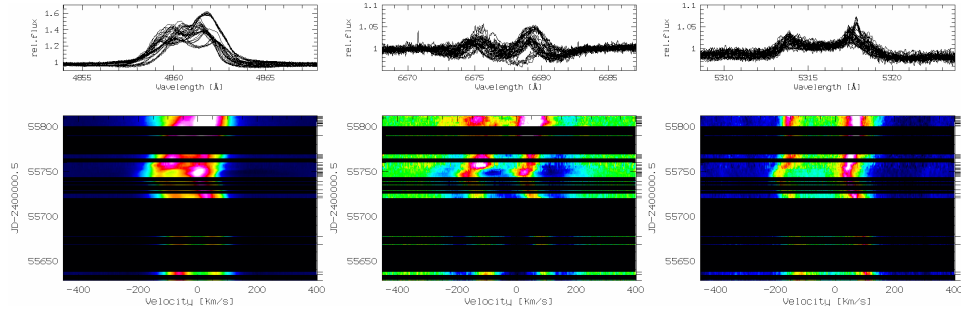 1.6
1.4
1.2
1
rel.flux
4855 4860 4865
Wavelength [Å]
1.1
1.05
1
rel.flux
6670 6675 6680 6685
Wavelength [Å]
1.1
1.05
1
rel.flux
5310 5315 5320
Wavelength [Å]
55800
55750
55700
55650
JD-2400000.5
-400 -200 0 200 400
Velocity [km/s]
55800
55750
55700
55650
JD-2400000.5
-400 -200 0 200 400
Velocity [km/s]
55800
55750
55700
55650
JD-2400000.5
-400 -200 0 200 400
Velocity [km/s]